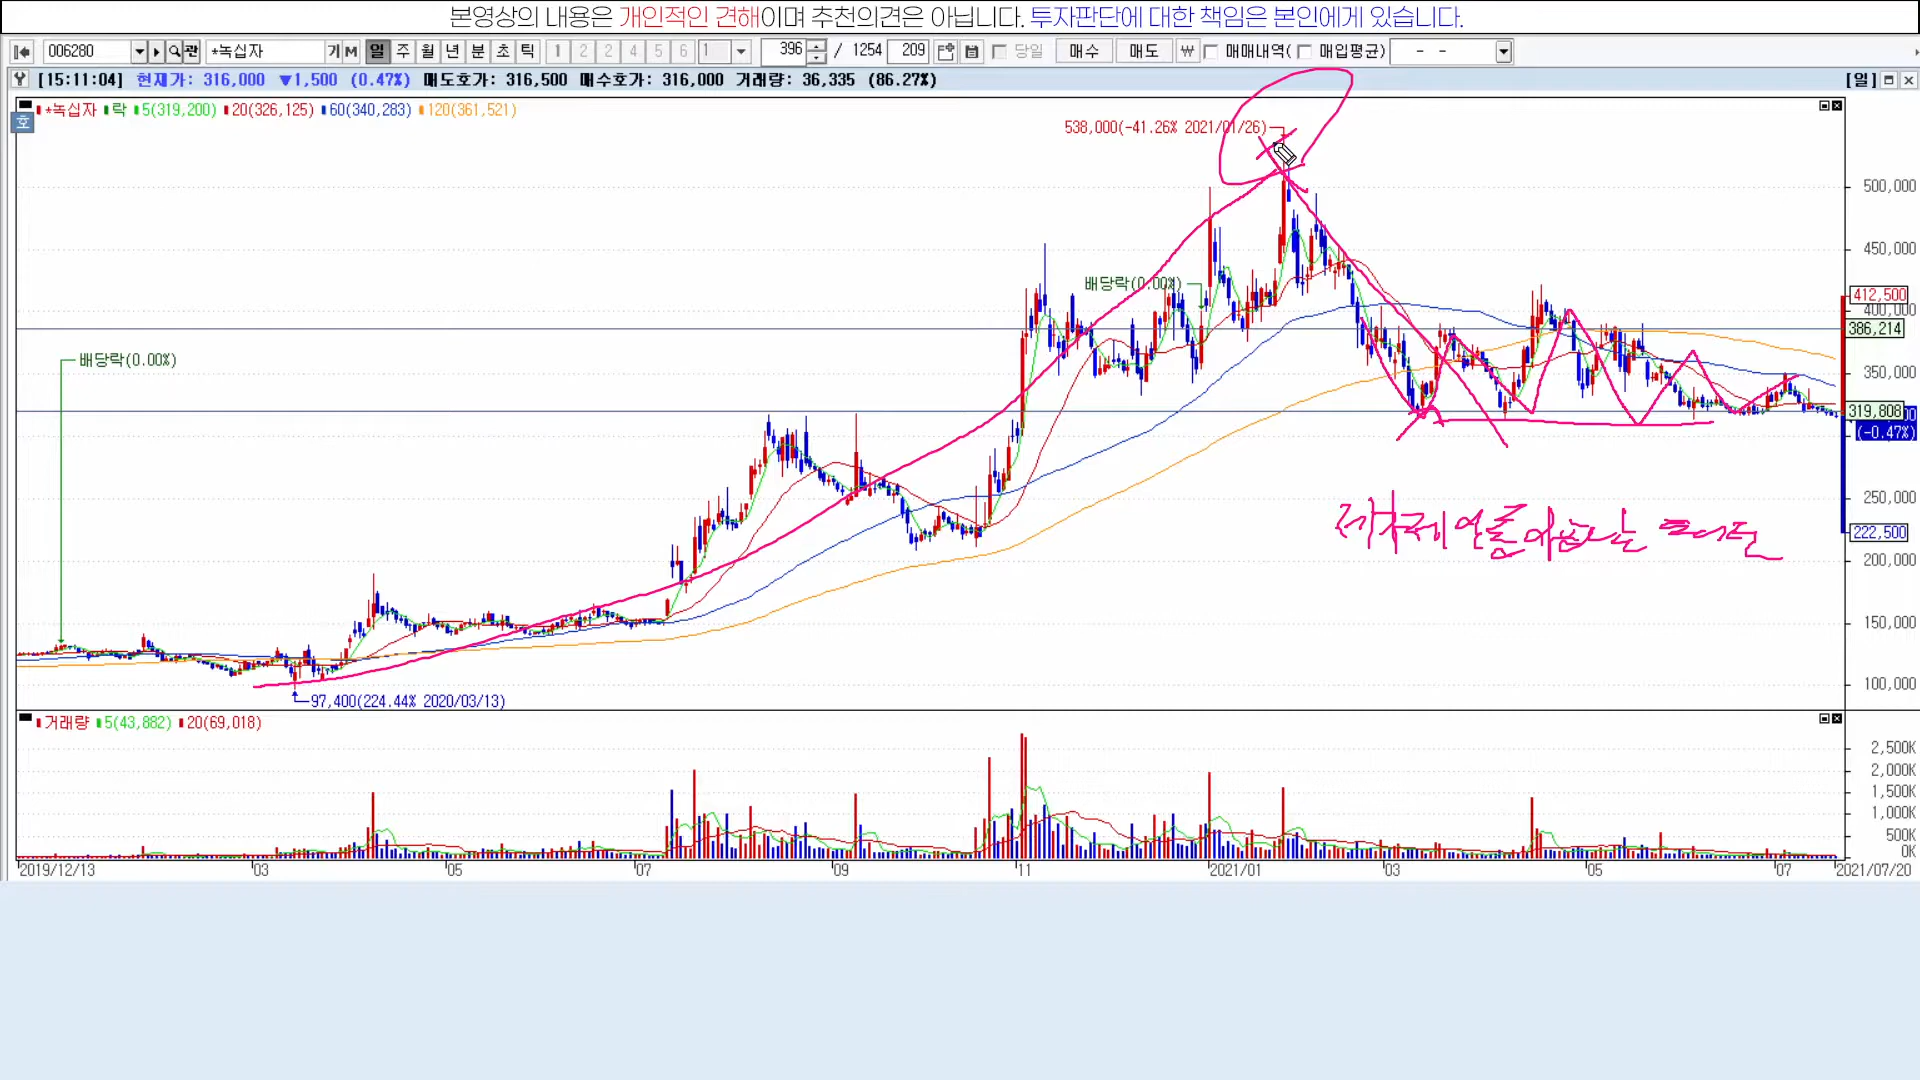 본영상의 내용은 개인적인 견해이며 추천의견은 아닙니다. 투자판단에 대한 책임은 본인에게 있습니다.
006280 관 *녹십자 기 M 일 주 월 년 분 초 틱 1 2 2 4 5 6 1 396 / 1254 209 당일 매수 매도 ₩ 매매내역( 매입평균) - -
[15:11:04] 현재가: 316,000 ▼1,500 (0.47%) 매도호가: 316,500 매수호가: 316,000 거래량: 36,335 (86.27%) [일]
*녹십자 락 5(319,200) 20(326,125) 60(340,283) 120(361,521)
호
538,000(-41.26% 2021/01/26)
500,000
450,000
배당락(0.00%)
412,500
400,000
386,214
배당락(0.00%)
350,000
319,808
(-0.47%)
250,000
222,500
200,000
150,000
100,000
97,400(224.44% 2020/03/13)
거래량 5(43,882) 20(69,018)
2,500K
2,000K
1,500K
1,000K
500K
0K
2019/12/13 03 05 07 09 11 2021/01 03 05 07 2021/07/20